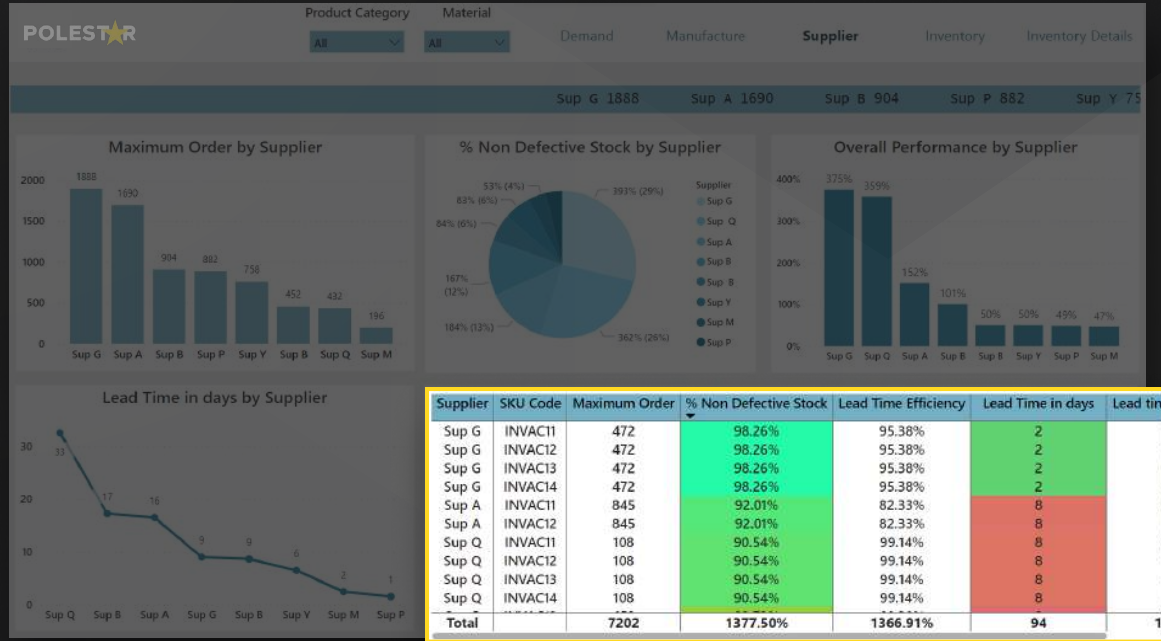 POLESTAR
Product Category Material
All All
Demand Manufacture Supplier Inventory Inventory Details
Sup G 1888 Sup A 1690 Sup B 904 Sup P 882 Sup Y 75
Maximum Order by Supplier
2000
1500
1000
500
0
1888
1690
904
882
758
452
432
196
Sup G Sup A Sup B Sup P Sup Y Sup B Sup Q Sup M
% Non Defective Stock by Supplier
53% (4%)
63% (6%)
84% (6%)
167%
(12%)
184% (13%)
393% (29%)
362% (26%)
Supplier
Sup G
Sup Q
Sup A
Sup B
Sup B
Sup Y
Sup M
Sup P
Overall Performance by Supplier
400%
300%
200%
100%
0%
375%
359%
152%
101%
50%
50%
49%
47%
Sup G Sup Q Sup A Sup B Sup B Sup Y Sup P Sup M
Lead Time in days by Supplier
30
20
10
0
33
17
16
9
9
6
2
1
Sup Q Sup B Sup A Sup G Sup B Sup Y Sup M Sup P
Supplier SKU Code Maximum Order % Non Defective Stock Lead Time Efficiency Lead Time in days Lead tin
Sup G INVAC11 472 98.26% 95.38% 2
Sup G INVAC12 472 98.26% 95.38% 2
Sup G INVAC13 472 98.26% 95.38% 2
Sup G INVAC14 472 98.26% 95.38% 2
Sup A INVAC11 845 92.01% 82.33% 8
Sup A INVAC12 845 92.01% 82.33% 8
Sup Q INVAC11 108 90.54% 99.14% 8
Sup Q INVAC12 108 90.54% 99.14% 8
Sup Q INVAC13 108 90.54% 99.14% 8
Sup Q INVAC14 108 90.54% 99.14% 8
Total 7202 1377.50% 1366.91% 94 1